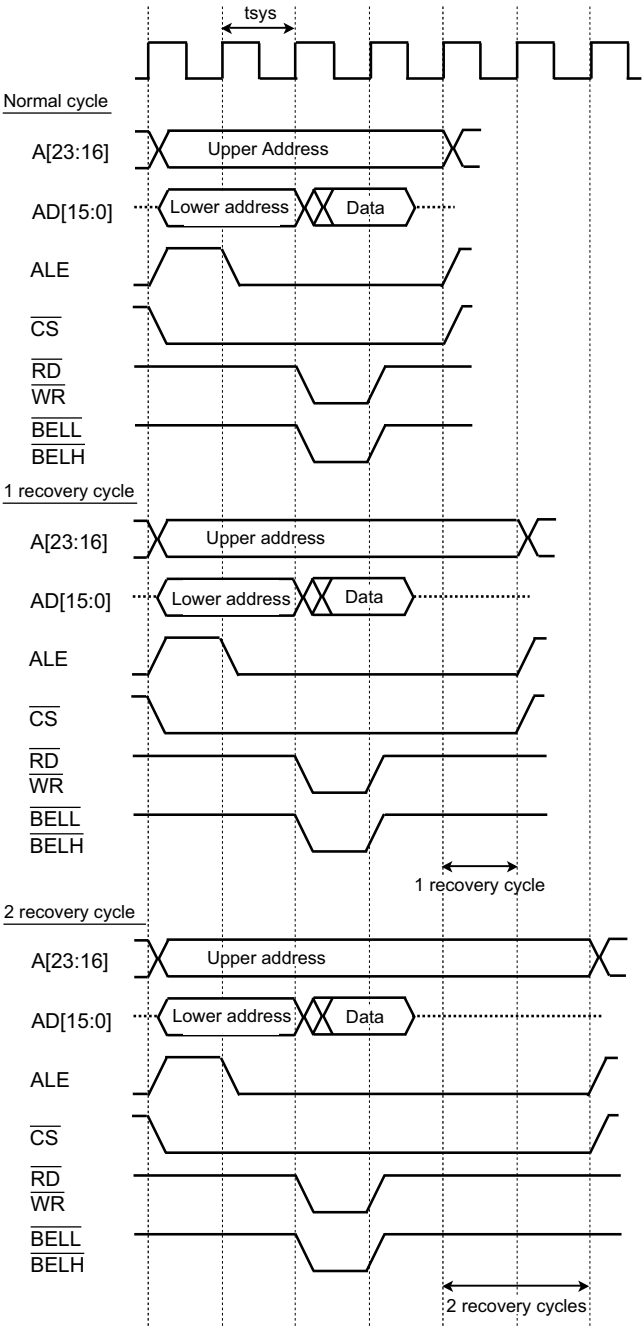 tsys
Normal cycle
A[23:16]
Upper Address
AD[15:0]
Lower address
Data
ALE
CS
RD
WR
BELL
BELH
1 recovery cycle
A[23:16]
Upper address
AD[15:0]
Lower address
Data
ALE
CS
RD
WR
BELL
BELH
1 recovery cycle
2 recovery cycle
A[23:16]
Upper address
AD[15:0]
Lower address
Data
ALE
CS
RD
WR
BELL
BELH
2 recovery cycles